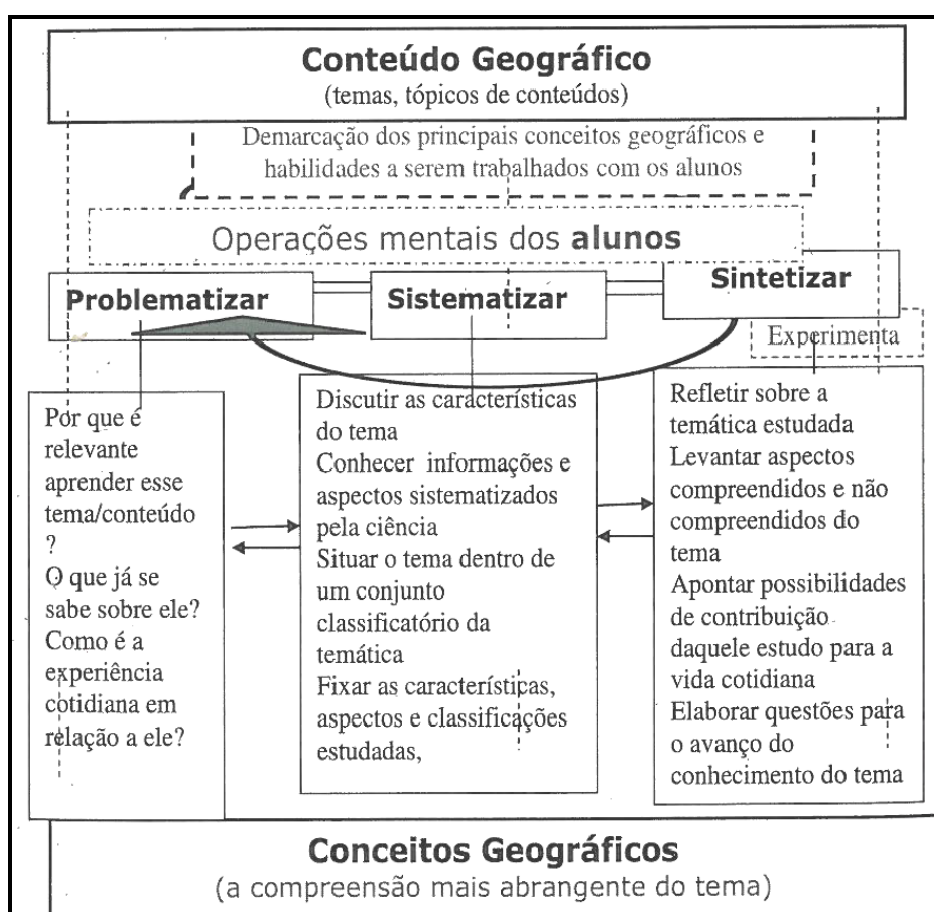 Conteúdo Geográfico
(temas, tópicos de conteúdos)
Demarcação dos principais conceitos geográficos e
habilidades a serem trabalhados com os alunos
Operações mentais dos alunos
Problematizar
Sistematizar
Sintetizar
Experimenta
Por que é
relevante
aprender esse
tema/conteúdo
?
O que já se
sabe sobre ele?
Como é a
experiência
cotidiana em
relação a ele?
Discutir as características
do tema
Conhecer informações e
aspectos sistematizados
pela ciência
Situar o tema dentro de
um conjunto
classificatório da
temática
Fixar as características,
aspectos e classificações
estudadas,
Refletir sobre a
temática estudada
Levantar aspectos
compreendidos e não
compreendidos do
tema
Apontar possibilidades
de contribuição
daquele estudo para a
vida cotidiana
Elaborar questões para
o avanço do
conhecimento do tema
Conceitos Geográficos
(a compreensão mais abrangente do tema)